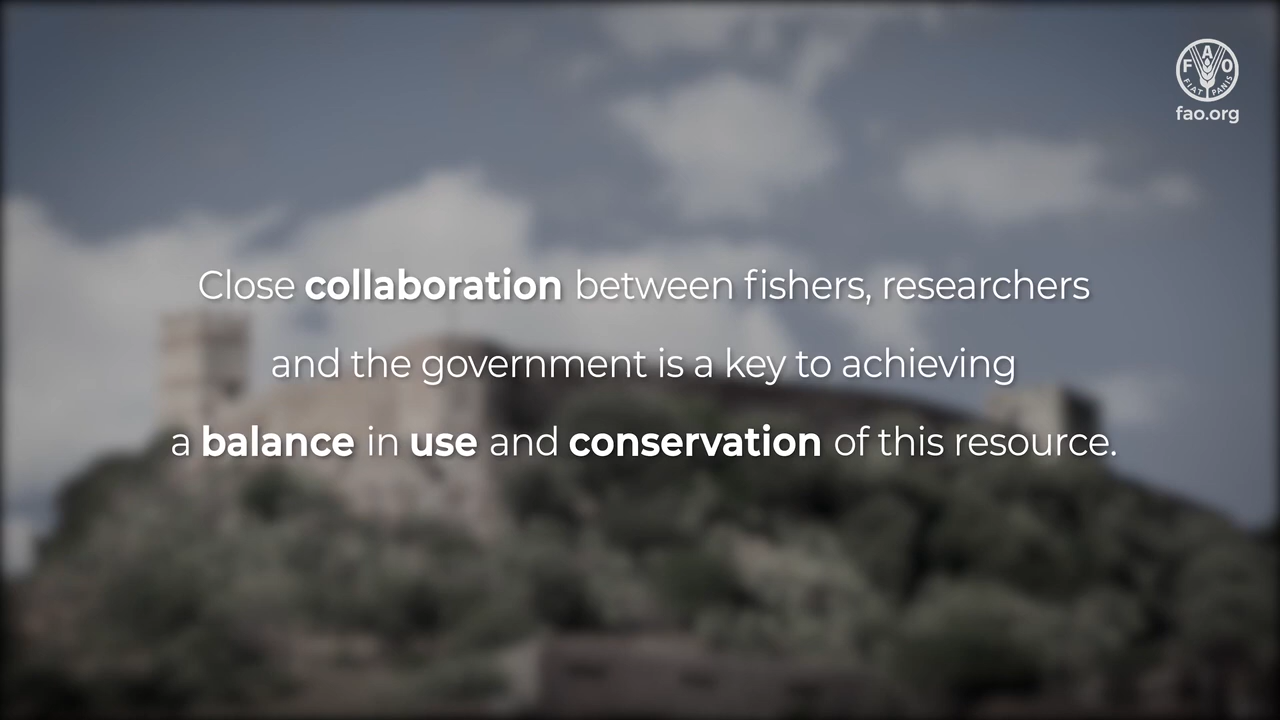 F A O
FIAT PANIS
fao.org
Close collaboration between fishers, researchers
and the government is a key to achieving
a balance in use and conservation of this resource.